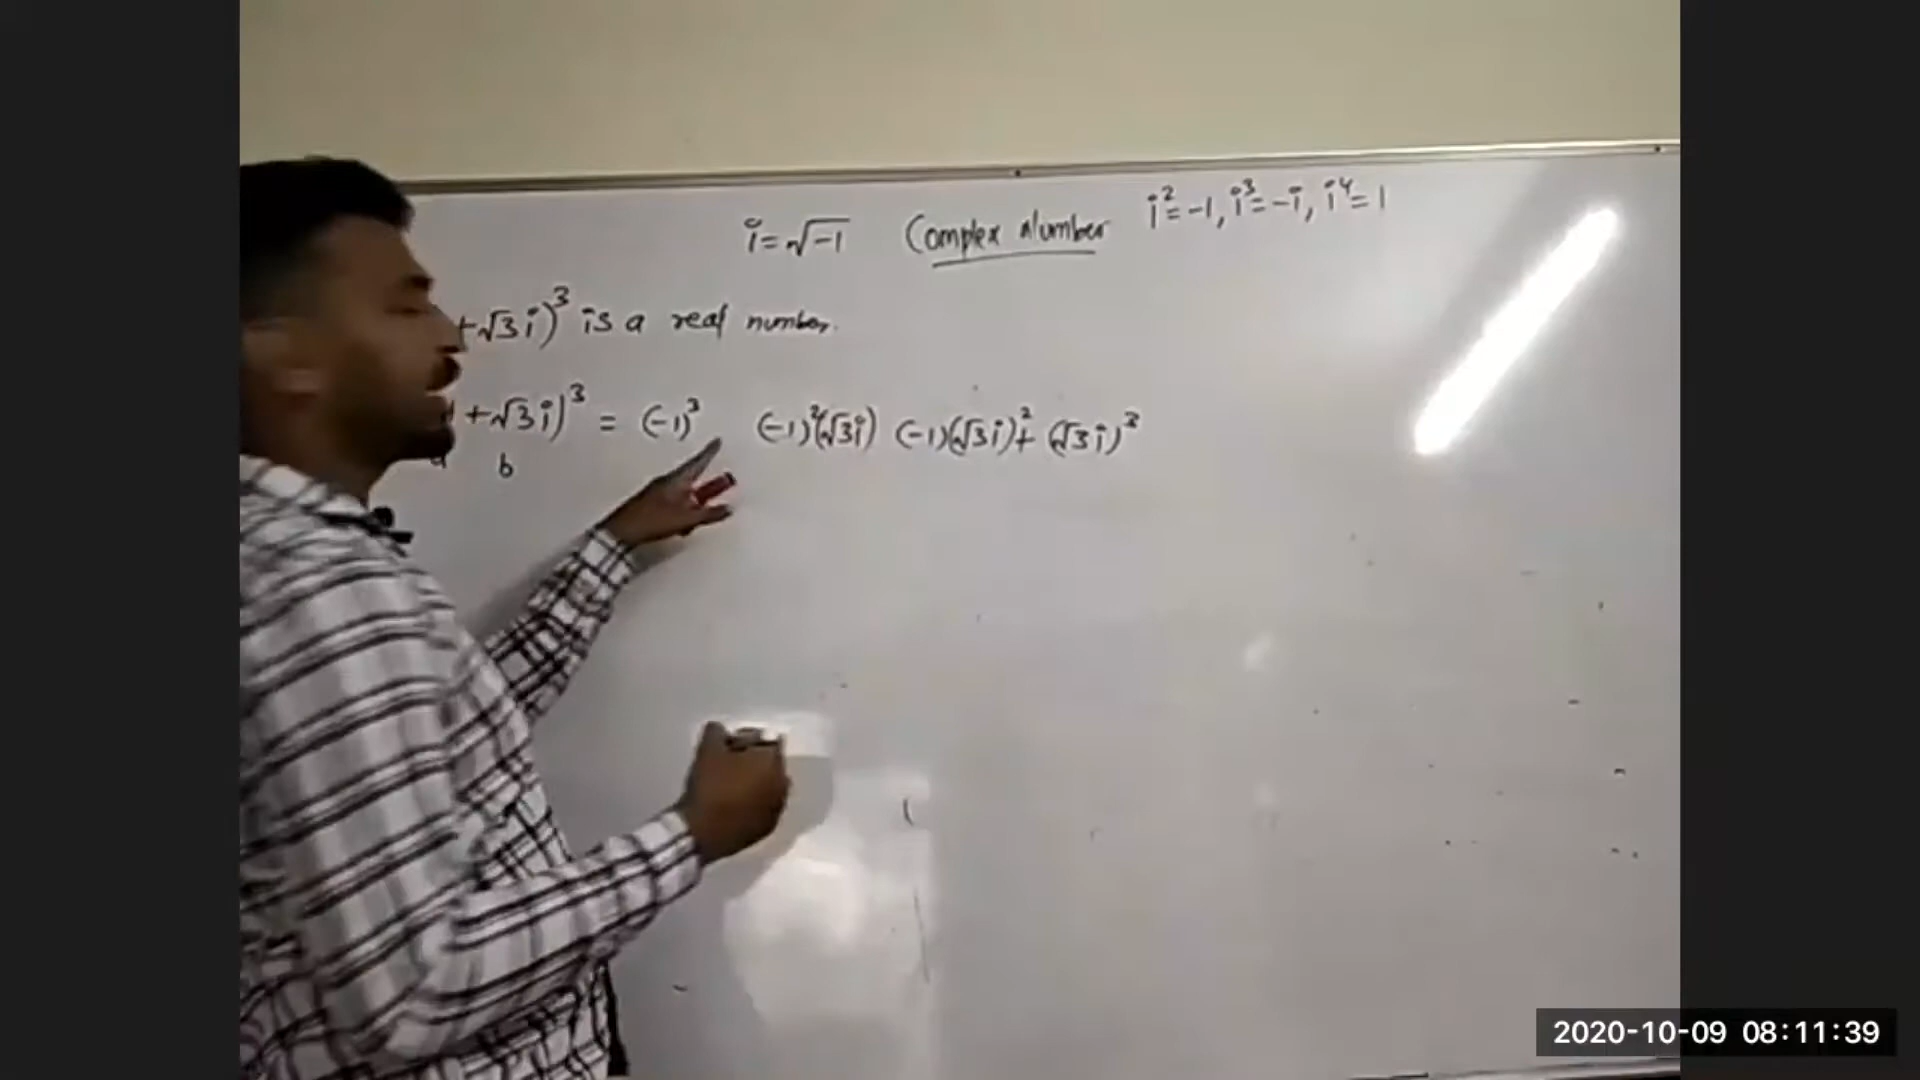 i=√-1 Complex Number i²=-1, i³=-i, i⁴=1
+√3i)³ is a real number.
+√3i)³ = (-1)³ (-1)²(√3i) (-1)(√3i)²+ (√3i)³
a b
2020-10-09 08:11:39